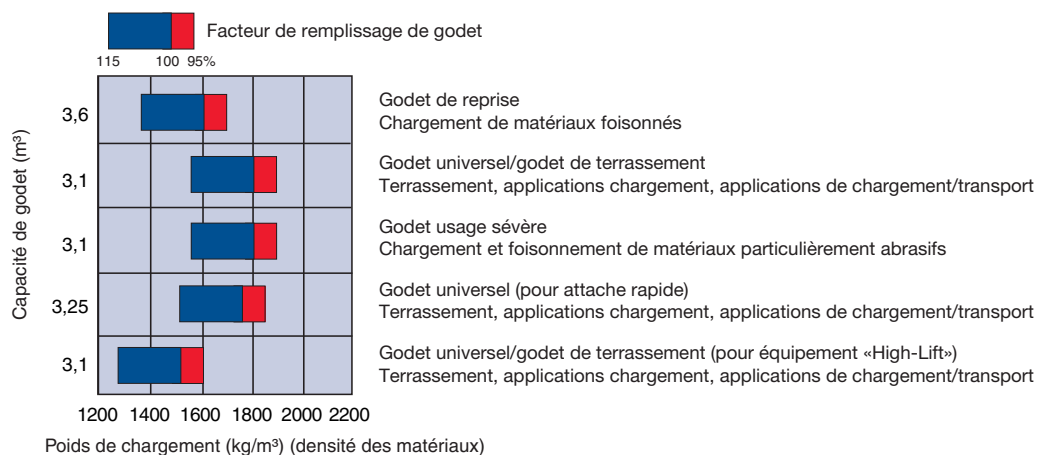 Facteur de remplissage de godet
115 100 95%
Capacité de godet (m³)
3,6
Godet de reprise
Chargement de matériaux foisonnés
3,1
Godet universel/godet de terrassement
Terrassement, applications chargement, applications de chargement/transport
3,1
Godet usage sévère
Chargement et foisonnement de matériaux particulièrement abrasifs
3,25
Godet universel (pour attache rapide)
Terrassement, applications chargement, applications de chargement/transport
3,1
Godet universel/godet de terrassement (pour équipement «High-Lift»)
Terrassement, applications chargement, applications de chargement/transport
1200 1400 1600 1800 2000 2200
Poids de chargement (kg/m³) (densité des matériaux)